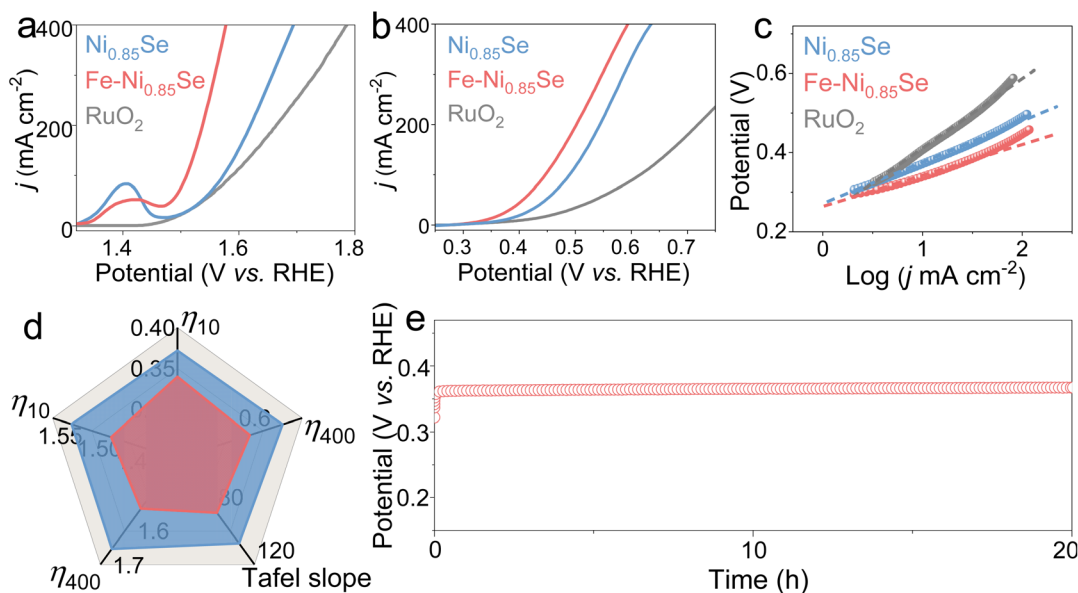 a
400
200
0
j (mA cm⁻²)
Ni₀.₈₅Se
Fe-Ni₀.₈₅Se
RuO₂
1.4
1.6
1.8
Potential (V vs. RHE)
b
400
200
0
j (mA cm⁻²)
Ni₀.₈₅Se
Fe-Ni₀.₈₅Se
RuO₂
0.3
0.4
0.5
0.6
0.7
Potential (V vs. RHE)
c
0.6
0.4
0.2
Potential (V)
Ni₀.₈₅Se
Fe-Ni₀.₈₅Se
RuO₂
0
1
2
Log (j mA cm⁻²)
d
0.40
η₁₀
0.35
η₁₀
1.55
1.50
0.6
η₄₀₀
1.6
1.7
η₄₀₀
120
Tafel slope
e
0.4
0.3
0.2
Potential (V vs. RHE)
0
10
20
Time (h)